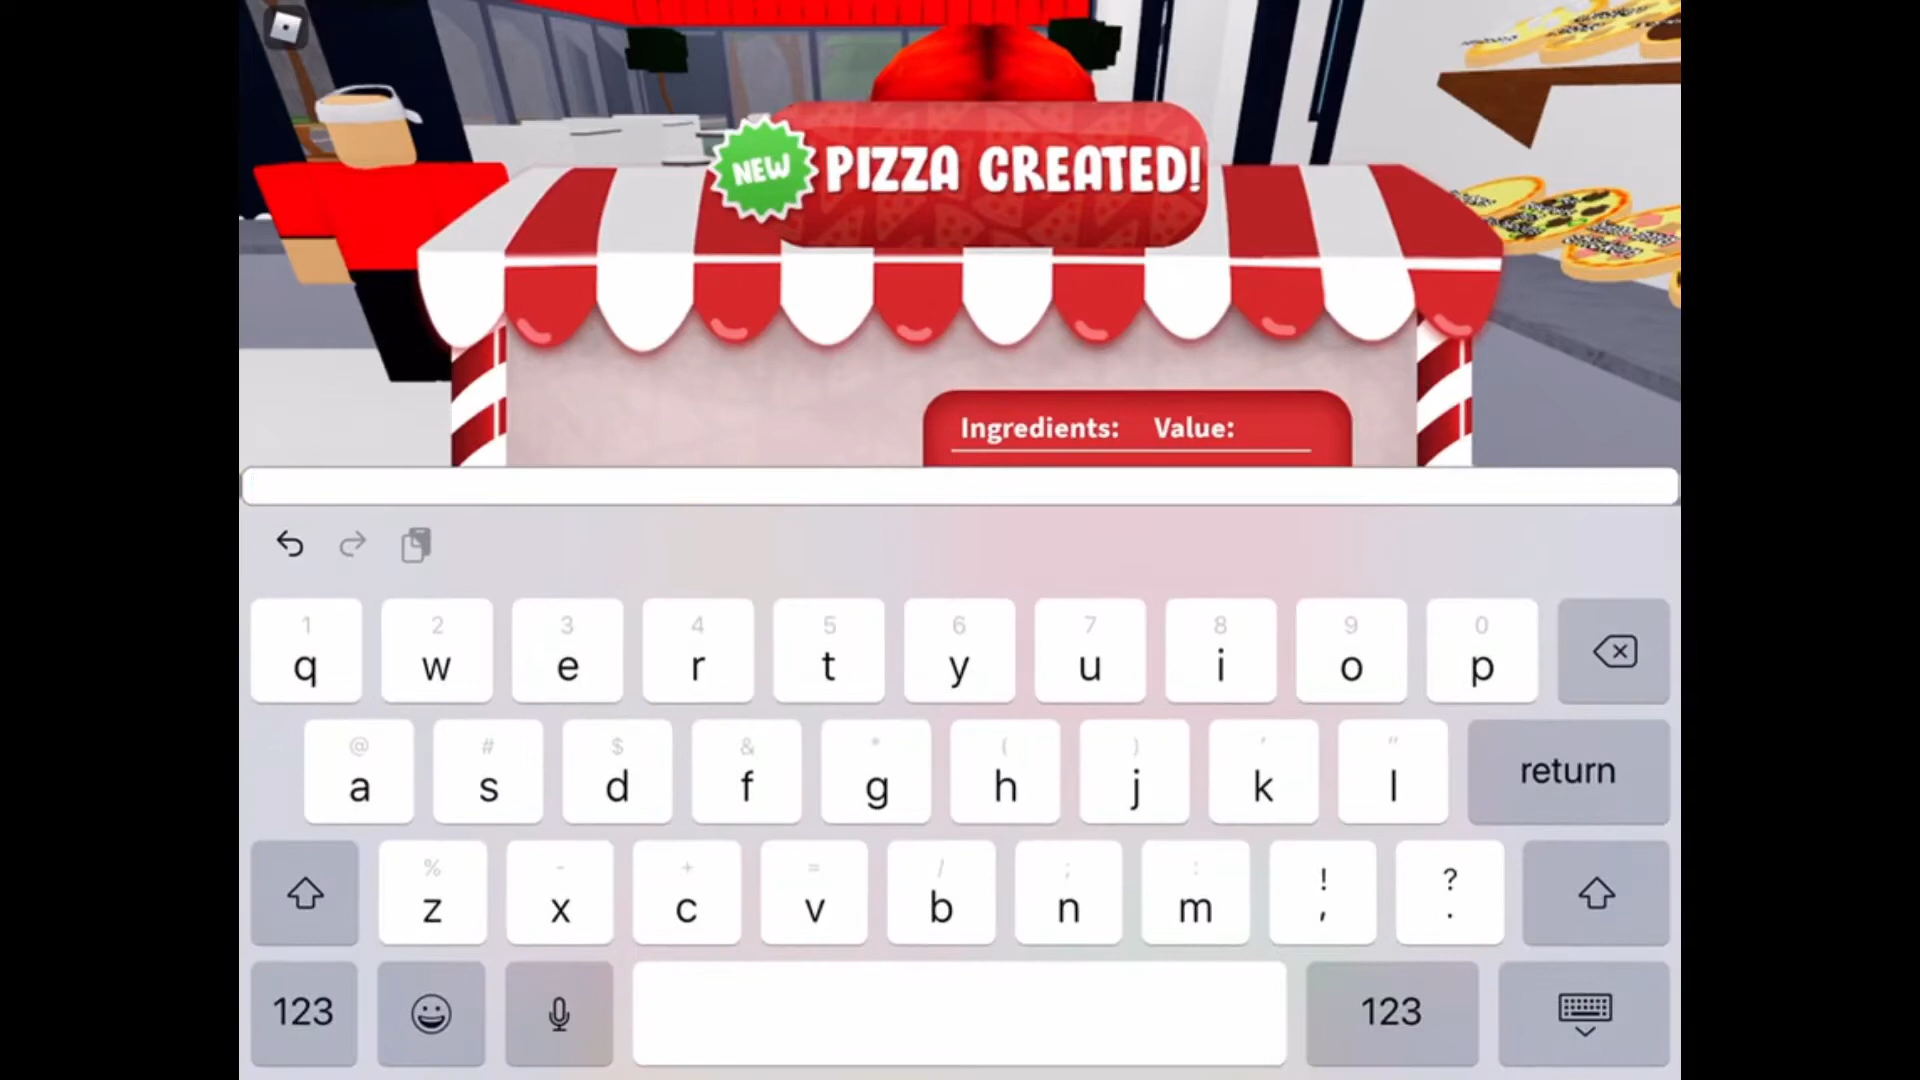 NEW PIZZA CREATED!
Ingredients: Value:
1 2 3 4 5 6 7 8 9 0
q w e r t y u i o p
@ # $ & * ( ) ' "
a s d f g h j k l return
% - + = / ; : ! ?
z x c v b n m , .
123 123